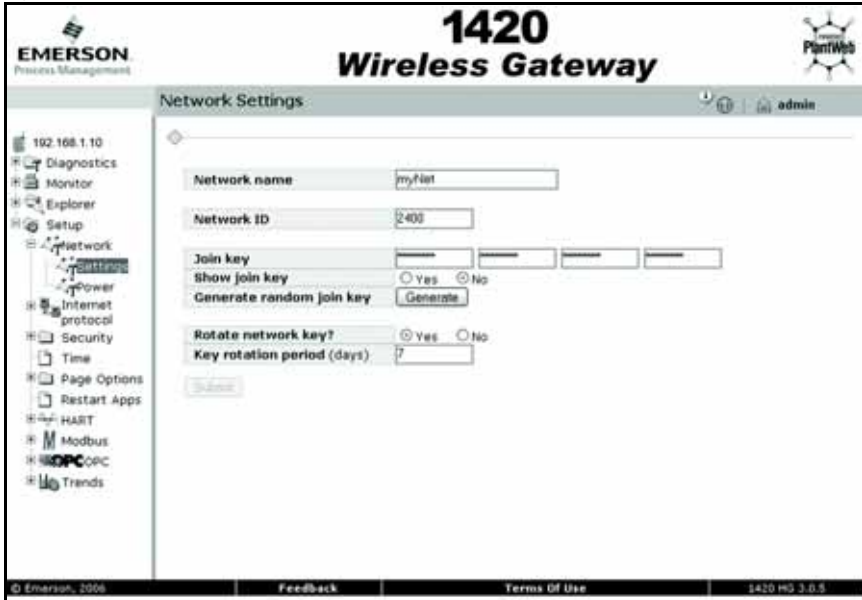 EMERSON
Process Management
1420
Wireless Gateway
PlantWeb
Network Settings
admin
192.168.1.10
Diagnostics
Monitor
Explorer
Setup
Network
Settings
Power
Internet
protocol
Security
Time
Page Options
Restart Apps
HART
Modbus
OPC OPC
Trends
Network name
myNet
Network ID
2400
Join key
Show join key
Yes No
Generate random join key
Generate
Rotate network key?
Yes No
Key rotation period (days)
7
Submit
© Emerson, 2006
Feedback
Terms Of Use
1420 HG 3.0.5